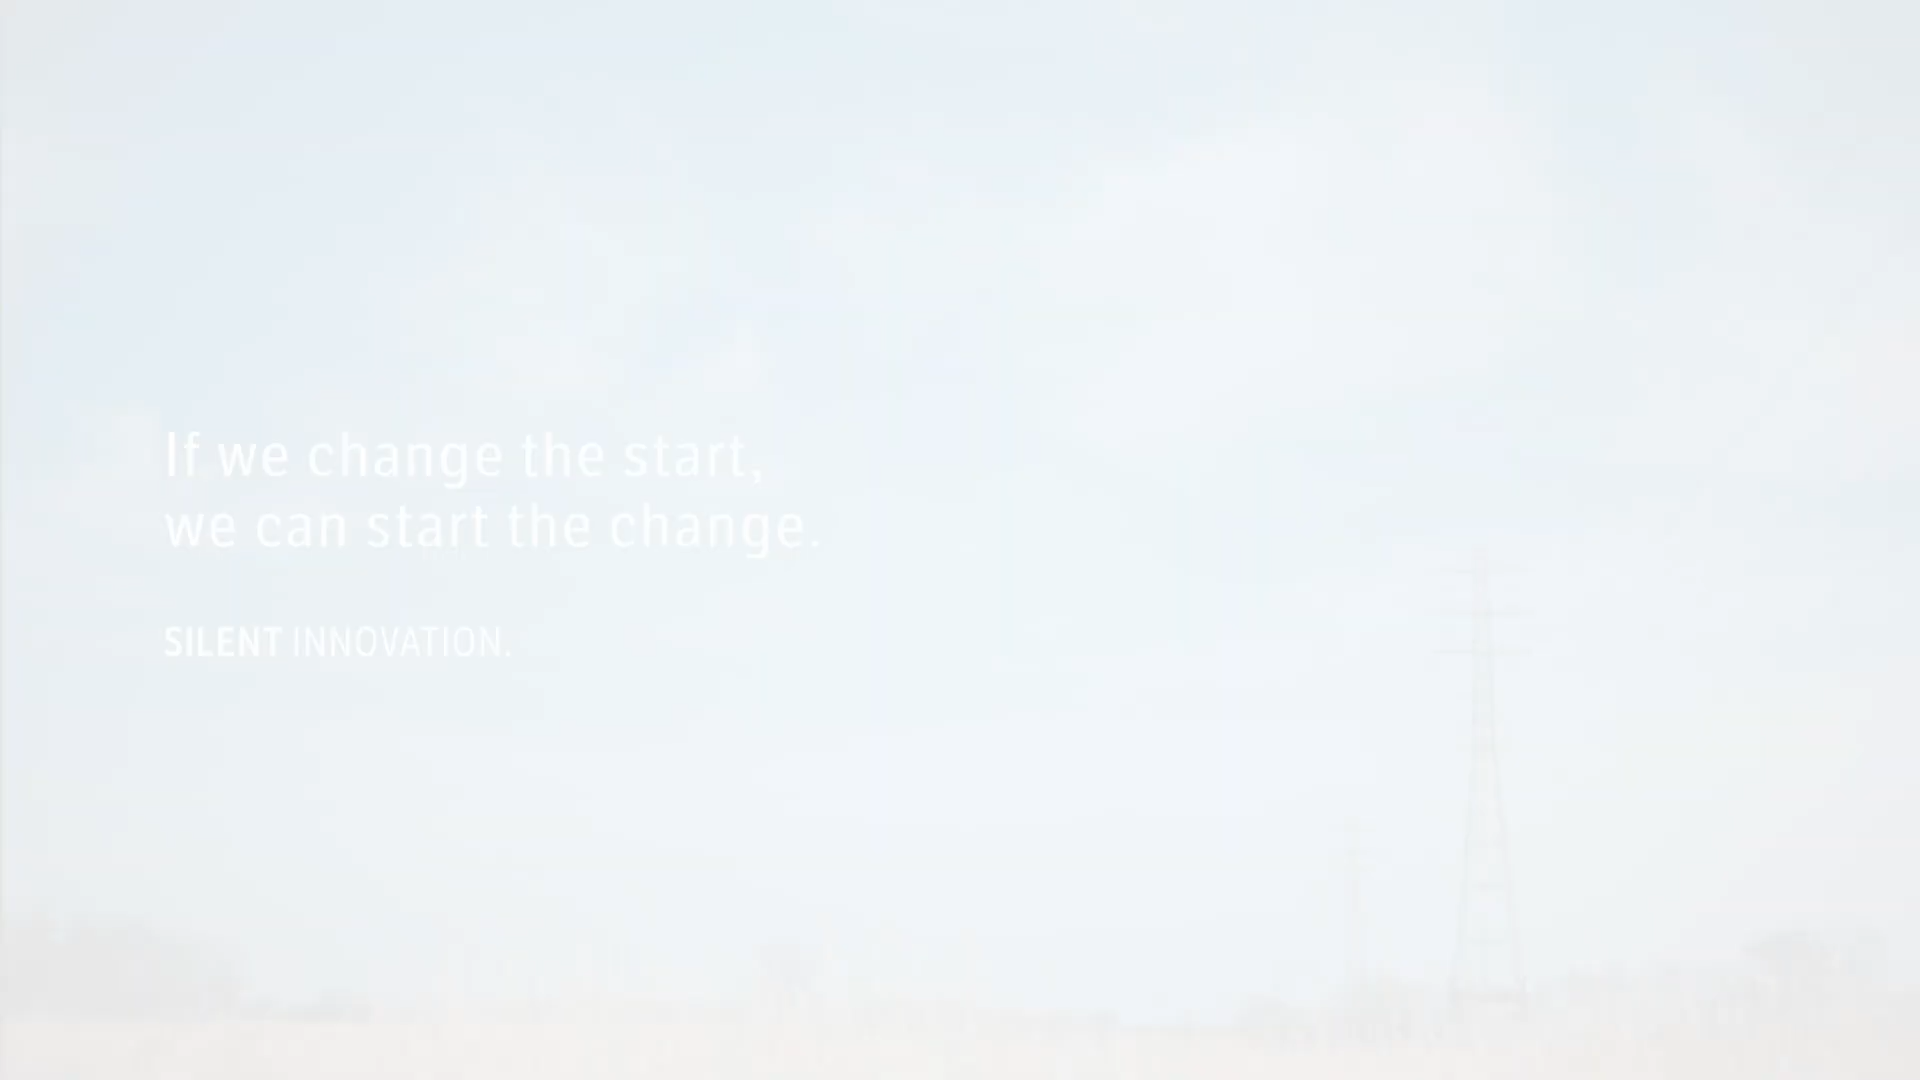 If we change the start,
we can start the change.
SILENT INNOVATION.